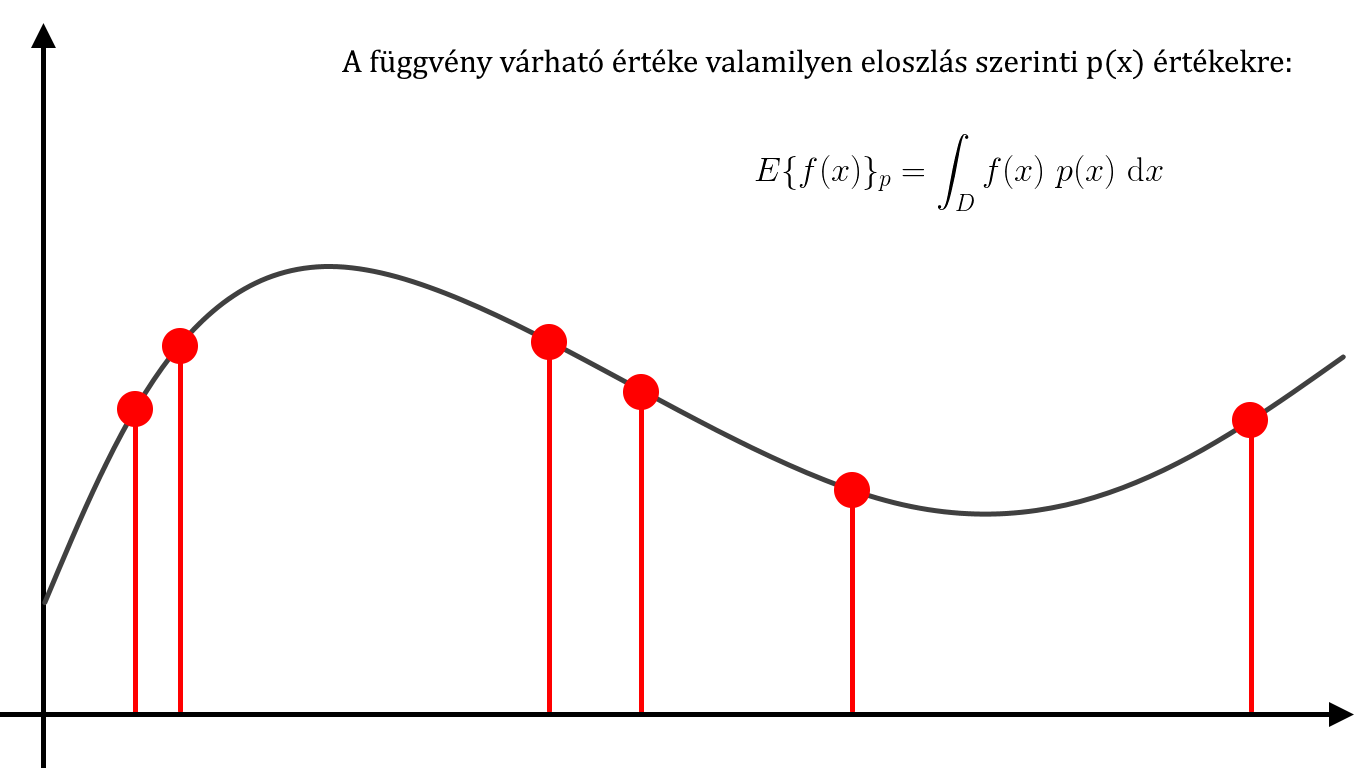 A függvény várható értéke valamilyen eloszlás szerinti p(x) értékekre:
E{f(x)}_p = ∫_D f(x) p(x) dx